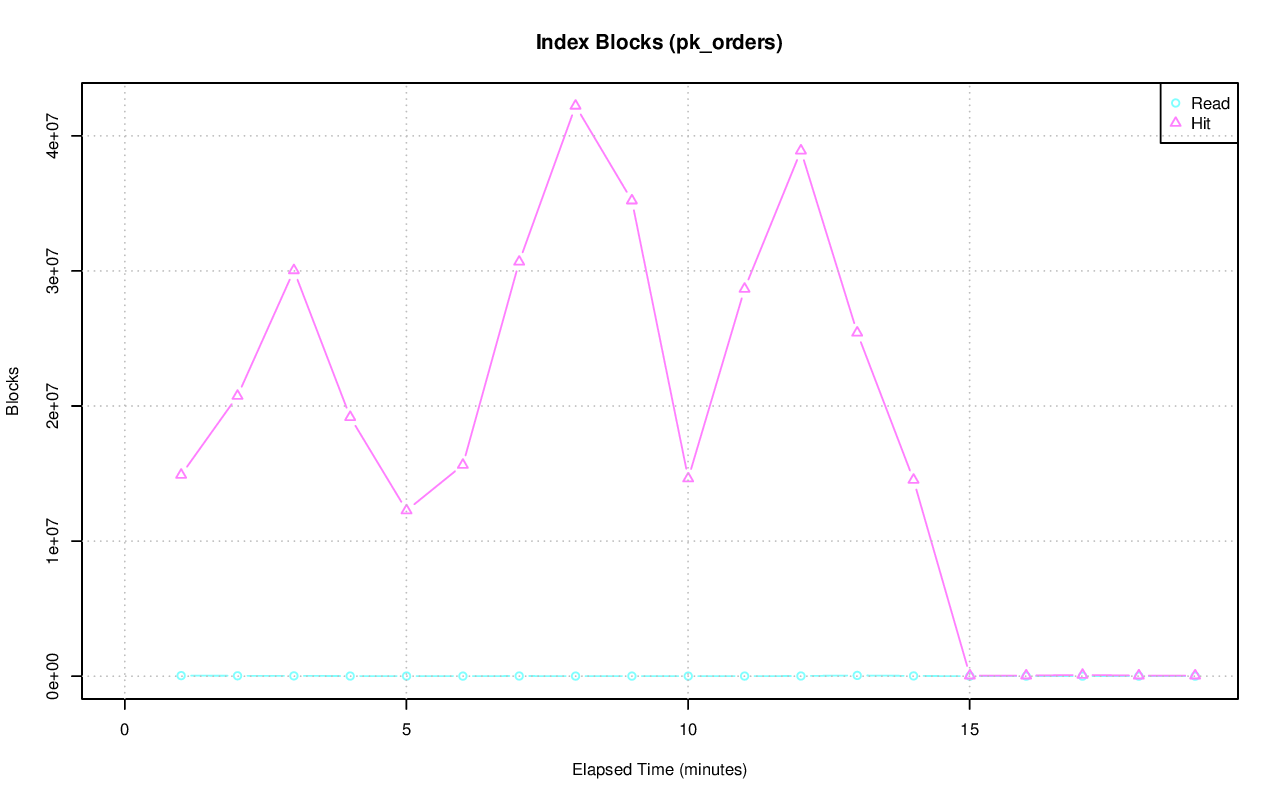 Index Blocks (pk_orders)
Read
Hit
4e+07
3e+07
2e+07
1e+07
0e+00
Blocks
0
5
10
15
Elapsed Time (minutes)